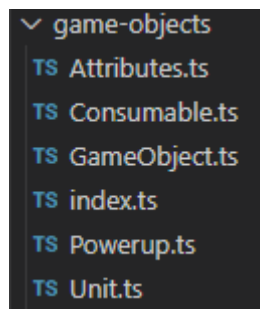 game-objects
TS Attributes.ts
TS Consumable.ts
TS GameObject.ts
TS index.ts
TS Powerup.ts
TS Unit.ts